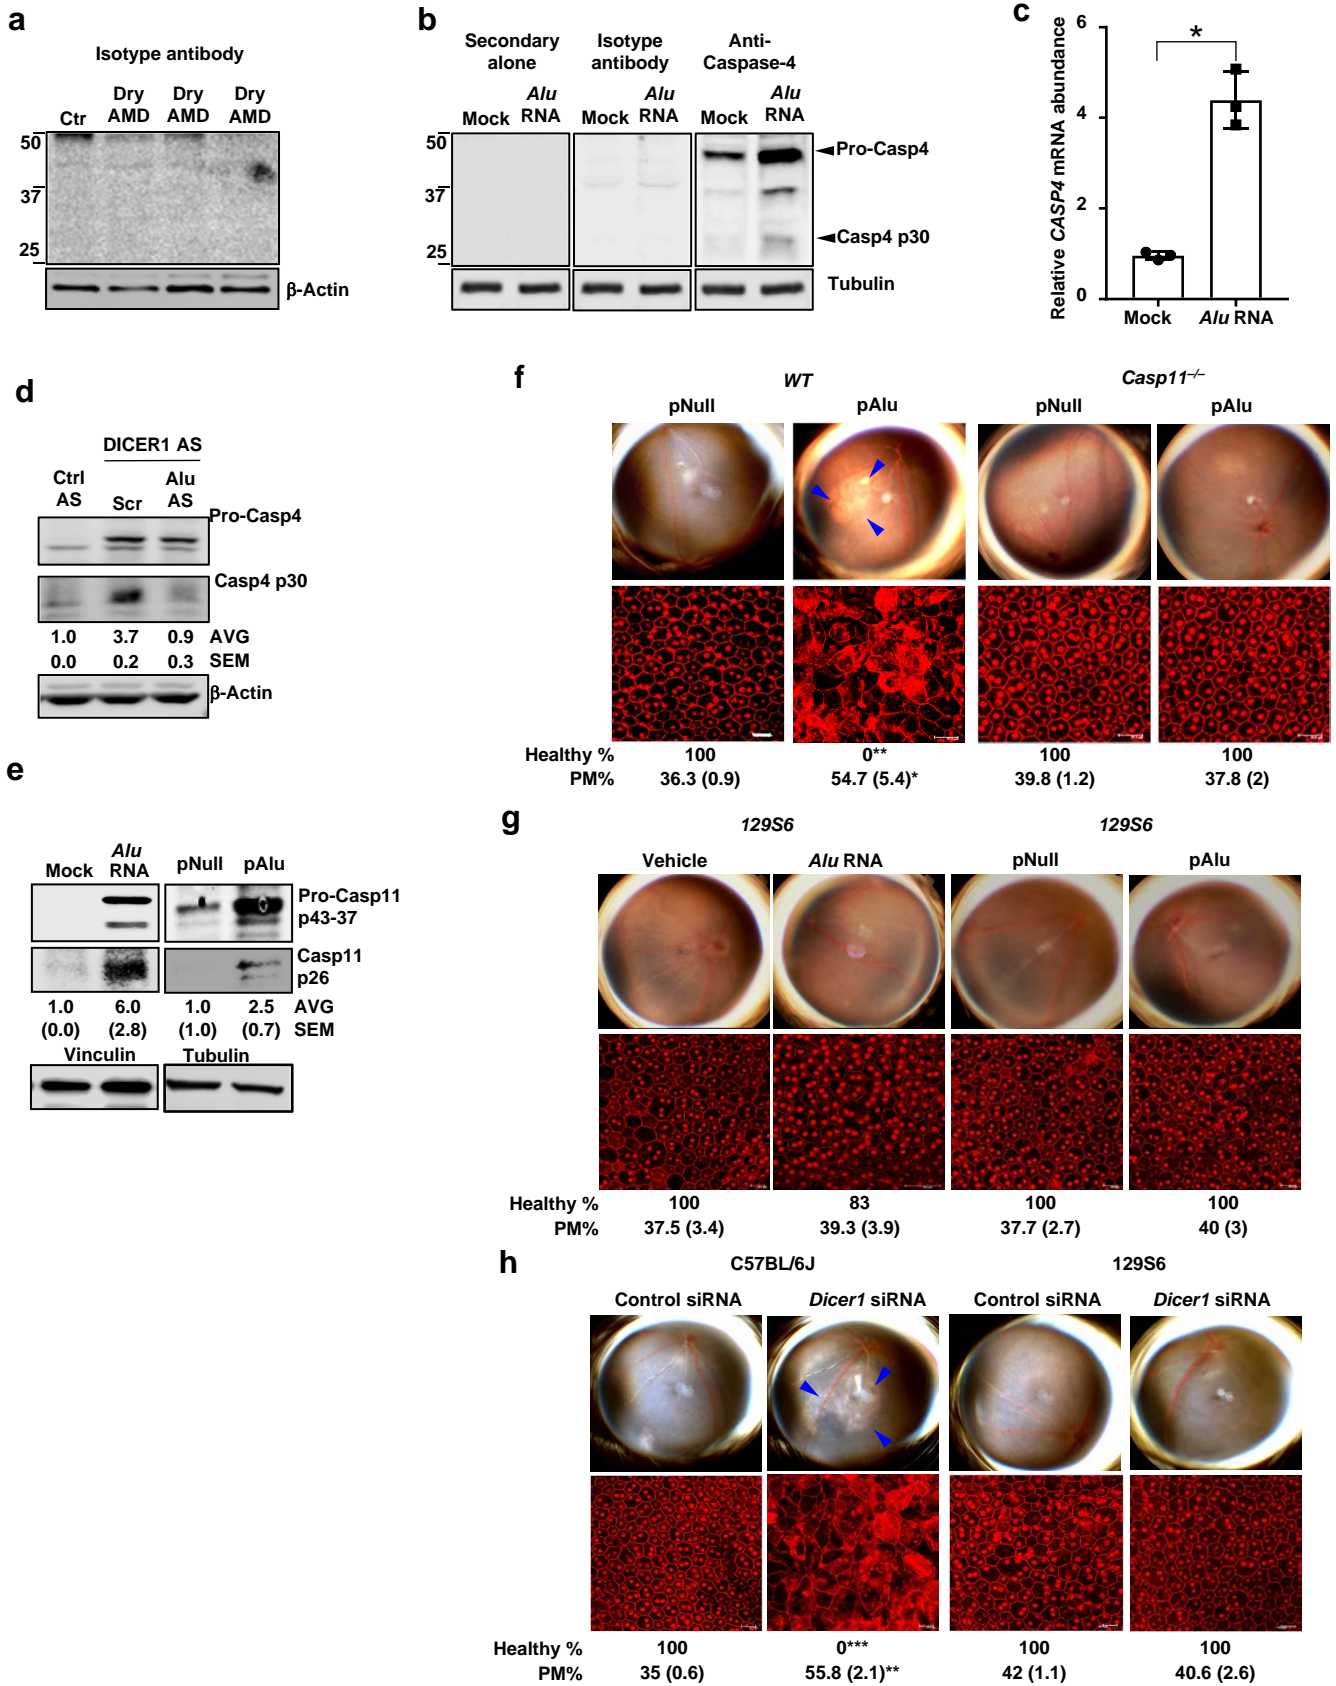 a
Isotype antibody
Ctr
Dry AMD
Dry AMD
Dry AMD
50
37
25
β-Actin
b
Secondary alone
Isotype antibody
Anti-Caspase-4
Mock
Alu RNA
Mock
Alu RNA
Mock
Alu RNA
50
37
25
Pro-Casp4
Casp4 p30
Tubulin
c
Relative CASP4 mRNA abundance
6
4
2
0
*
Mock
Alu RNA
d
DICER1 AS
Ctrl AS
Scr
Alu AS
Pro-Casp4
Casp4 p30
1.0 3.7 0.9 AVG
0.0 0.2 0.3 SEM
β-Actin
e
Mock
Alu RNA
pNull
pAlu
Pro-Casp11 p43-37
Casp11 p26
1.0 6.0 1.0 2.5 AVG
(0.0) (2.8) (1.0) (0.7) SEM
Vinculin
Tubulin
f
WT
Casp11–/–
pNull pAlu pNull pAlu
Healthy % 100 0** 100 100
PM% 36.3 (0.9) 54.7 (5.4)* 39.8 (1.2) 37.8 (2)
g
129S6
129S6
Vehicle Alu RNA pNull pAlu
Healthy % 100 83 100 100
PM% 37.5 (3.4) 39.3 (3.9) 37.7 (2.7) 40 (3)
h
C57BL/6J
129S6
Control siRNA Dicer1 siRNA Control siRNA Dicer1 siRNA
Healthy % 100 0*** 100 100
PM% 35 (0.6) 55.8 (2.1)** 42 (1.1) 40.6 (2.6)